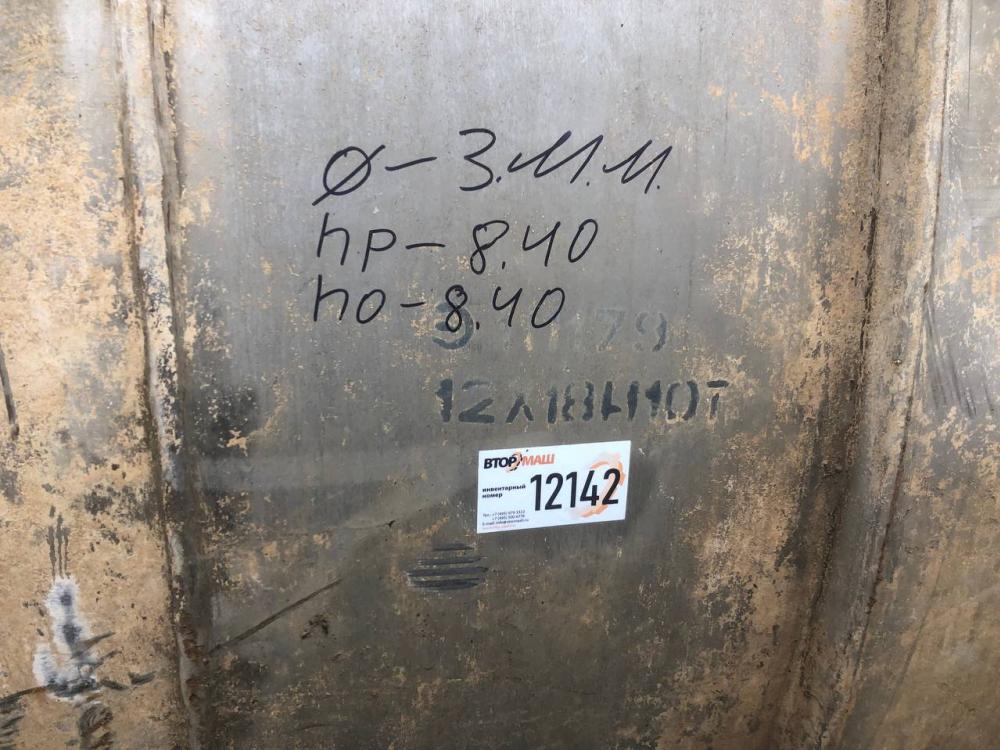 ⌀- 3.М.М.
hр- 8.40
hо- 8.40
12Х18Н10Т
ВТОРМАШ
инвентарный
номер
12142